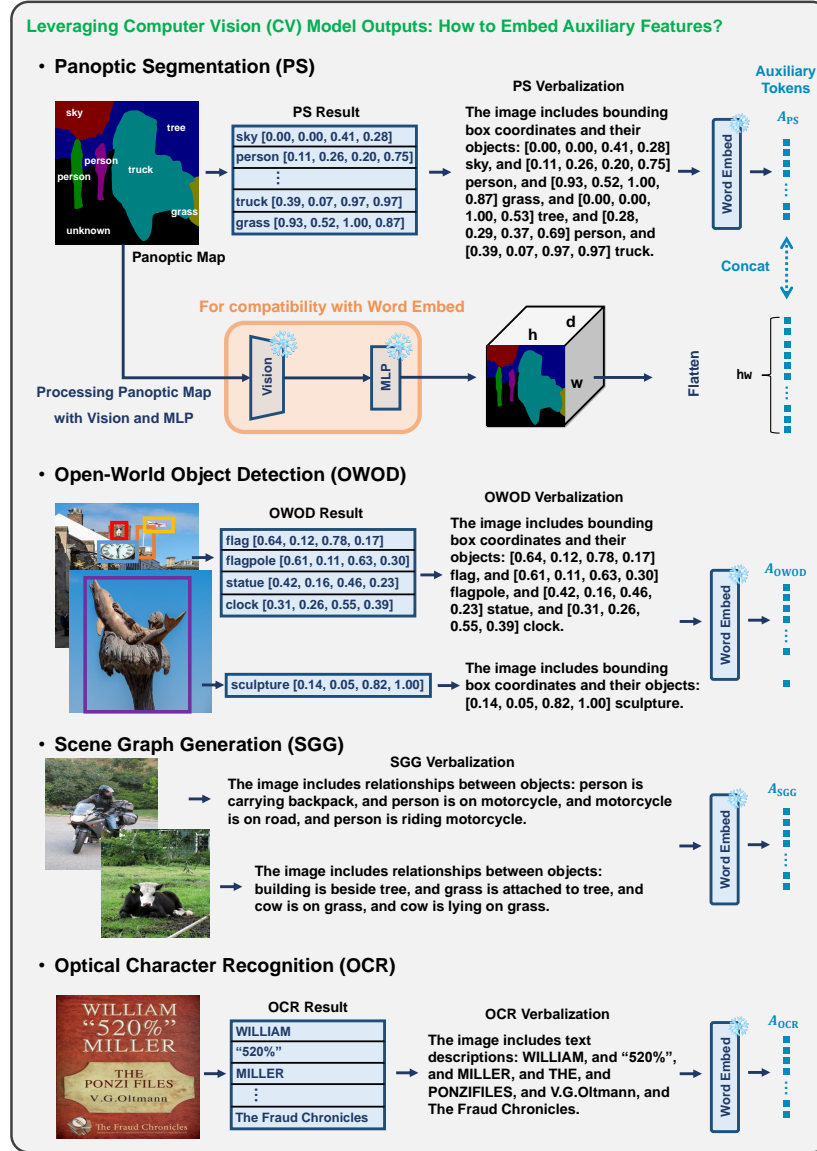 Leveraging Computer Vision (CV) Model Outputs: How to Embed Auxiliary Features?
• Panoptic Segmentation (PS)
sky
tree
person
person
truck
grass
unknown
Panoptic Map
PS Result
sky [0.00, 0.00, 0.41, 0.28]
person [0.11, 0.26, 0.20, 0.75]
⋮
truck [0.39, 0.07, 0.97, 0.97]
grass [0.93, 0.52, 1.00, 0.87]
PS Verbalization
The image includes bounding
box coordinates and their
objects: [0.00, 0.00, 0.41, 0.28]
sky, and [0.11, 0.26, 0.20, 0.75]
person, and [0.93, 0.52, 1.00,
0.87] grass, and [0.00, 0.00,
1.00, 0.53] tree, and [0.28,
0.29, 0.37, 0.69] person, and
[0.39, 0.07, 0.97, 0.97] truck.
Word Embed
Auxiliary
Tokens
A_PS
Concat
For compatibility with Word Embed
Processing Panoptic Map
with Vision and MLP
Vision
MLP
h
d
w
Flatten
hw
• Open-World Object Detection (OWOD)
OWOD Result
flag [0.64, 0.12, 0.78, 0.17]
flagpole [0.61, 0.11, 0.63, 0.30]
statue [0.42, 0.16, 0.46, 0.23]
clock [0.31, 0.26, 0.55, 0.39]
OWOD Verbalization
The image includes bounding
box coordinates and their
objects: [0.64, 0.12, 0.78, 0.17]
flag, and [0.61, 0.11, 0.63, 0.30]
flagpole, and [0.42, 0.16, 0.46,
0.23] statue, and [0.31, 0.26,
0.55, 0.39] clock.
sculpture [0.14, 0.05, 0.82, 1.00]
The image includes bounding
box coordinates and their objects:
[0.14, 0.05, 0.82, 1.00] sculpture.
Word Embed
A_OWOD
• Scene Graph Generation (SGG)
SGG Verbalization
The image includes relationships between objects: person is
carrying backpack, and person is on motorcycle, and motorcycle
is on road, and person is riding motorcycle.
The image includes relationships between objects:
building is beside tree, and grass is attached to tree, and
cow is on grass, and cow is lying on grass.
Word Embed
A_SGG
• Optical Character Recognition (OCR)
WILLIAM
“520%”
MILLER
THE
PONZI FILES
V.G.Oltmann
The Fraud Chronicles
OCR Result
WILLIAM
“520%”
MILLER
⋮
The Fraud Chronicles
OCR Verbalization
The image includes text
descriptions: WILLIAM, and “520%”,
and MILLER, and THE, and
PONZIFILES, and V.G.Oltmann, and
The Fraud Chronicles.
Word Embed
A_OCR